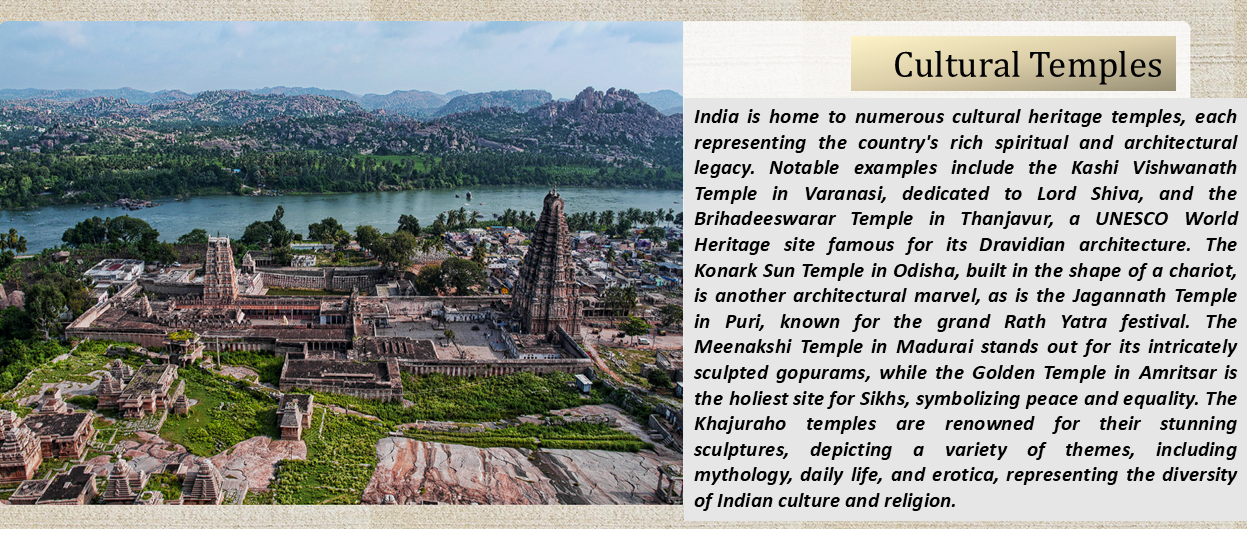 Cultural Temples
India is home to numerous cultural heritage temples, each
representing the country's rich spiritual and architectural
legacy. Notable examples include the Kashi Vishwanath
Temple in Varanasi, dedicated to Lord Shiva, and the
Brihadeeswarar Temple in Thanjavur, a UNESCO World
Heritage site famous for its Dravidian architecture. The
Konark Sun Temple in Odisha, built in the shape of a chariot,
is another architectural marvel, as is the Jagannath Temple
in Puri, known for the grand Rath Yatra festival. The
Meenakshi Temple in Madurai stands out for its intricately
sculpted gopurams, while the Golden Temple in Amritsar is
the holiest site for Sikhs, symbolizing peace and equality. The
Khajuraho temples are renowned for their stunning
sculptures, depicting a variety of themes, including
mythology, daily life, and erotica, representing the diversity
of Indian culture and religion.